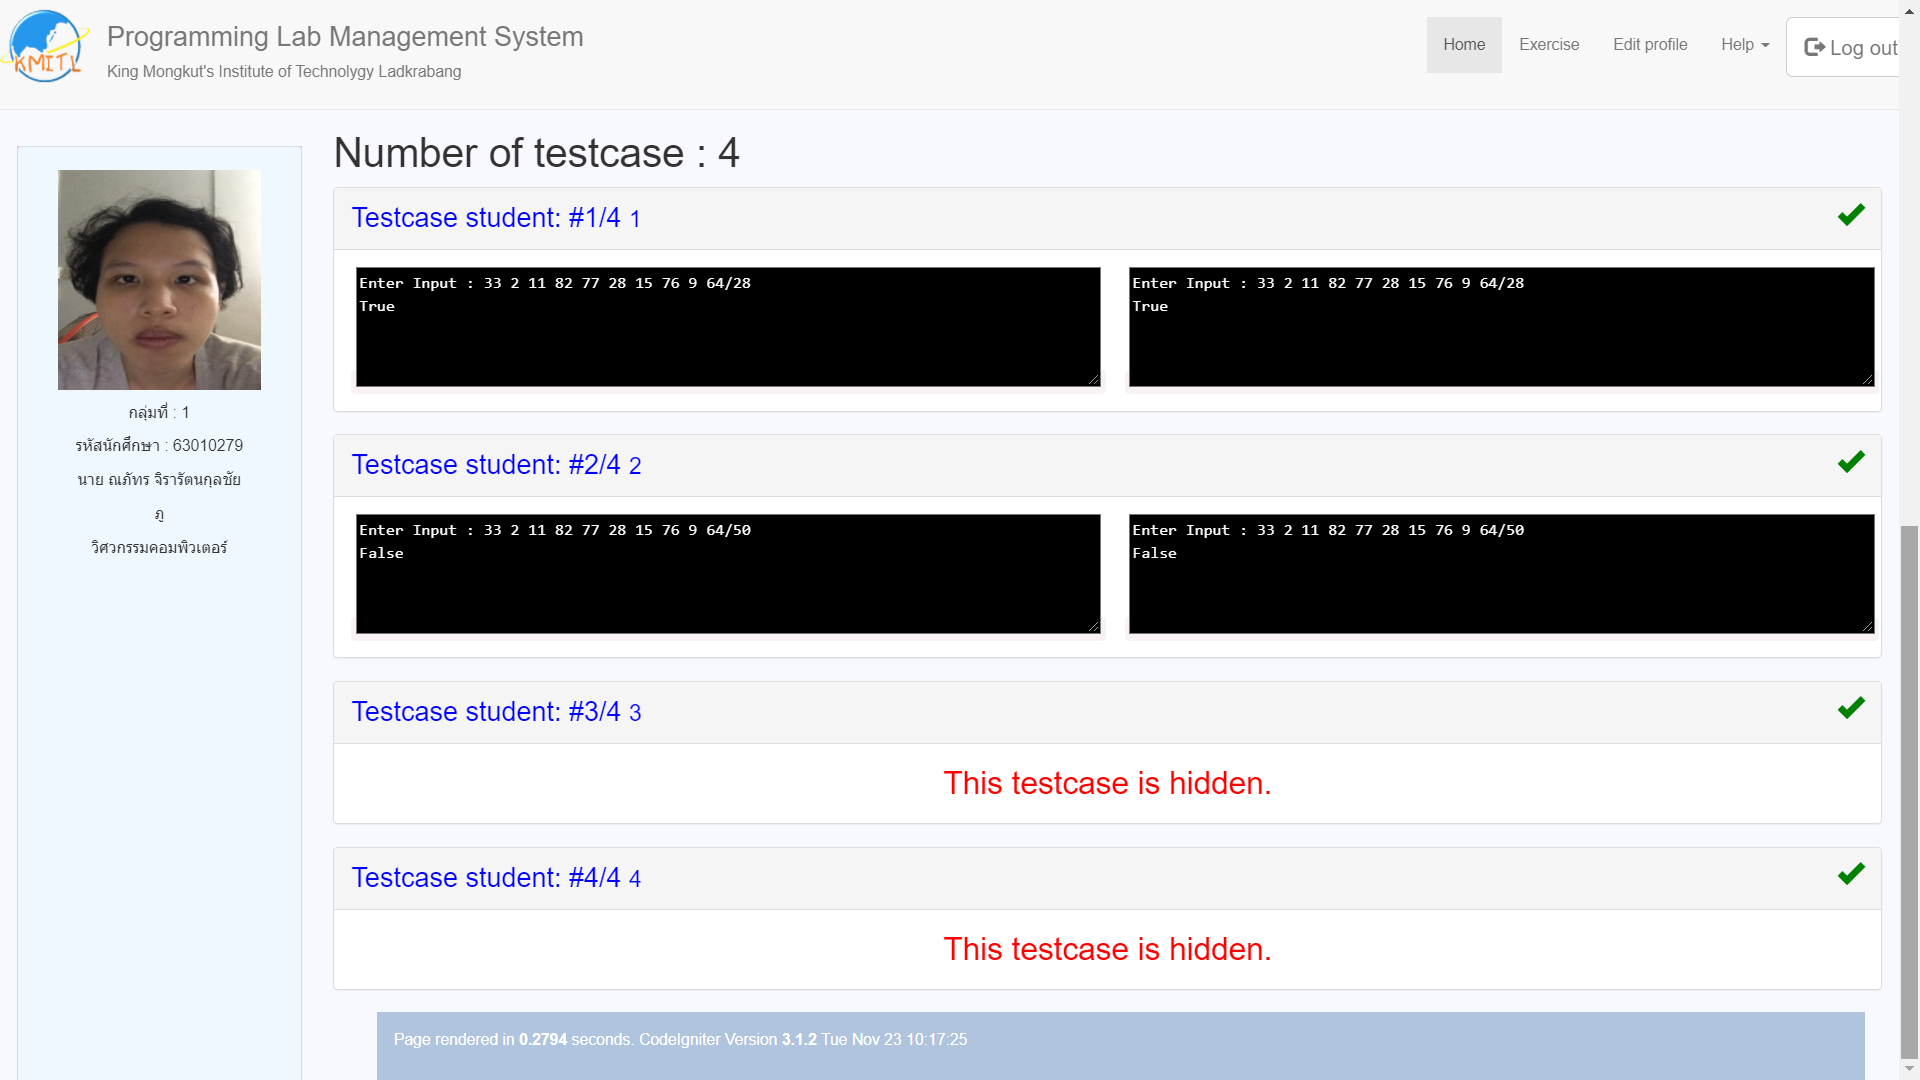 KMITL
Programming Lab Management System
King Mongkut's Institute of Technolygy Ladkrabang
Home
Exercise
Edit profile
Help
Log out
กลุ่มที่ : 1
รหัสนักศึกษา : 63010279
นาย ณภัทร จิรารัตนกุลชัย
ภู
วิศวกรรมคอมพิวเตอร์
Number of testcase : 4
Testcase student: #1/4 1
Enter Input : 33 2 11 82 77 28 15 76 9 64/28
True
Enter Input : 33 2 11 82 77 28 15 76 9 64/28
True
Testcase student: #2/4 2
Enter Input : 33 2 11 82 77 28 15 76 9 64/50
False
Enter Input : 33 2 11 82 77 28 15 76 9 64/50
False
Testcase student: #3/4 3
This testcase is hidden.
Testcase student: #4/4 4
This testcase is hidden.
Page rendered in 0.2794 seconds. CodeIgniter Version 3.1.2 Tue Nov 23 10:17:25